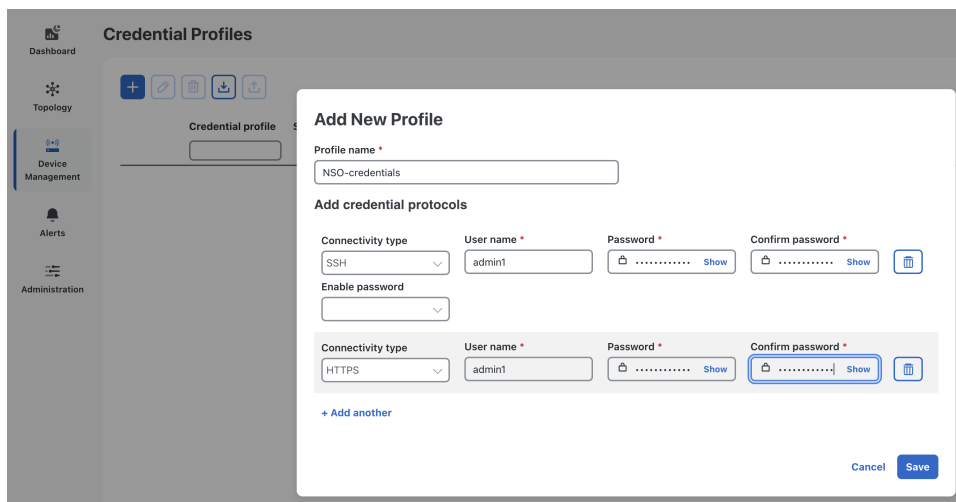 Dashboard
Topology
Device
Management
Alerts
Administration
Credential Profiles
Credential profile
Add New Profile
Profile name *
NSO-credentials
Add credential protocols
Connectivity type User name * Password * Confirm password *
SSH admin1 ············ Show ············ Show
Enable password
Connectivity type User name * Password * Confirm password *
HTTPS admin1 ············ Show ············ Show
+ Add another
Cancel Save